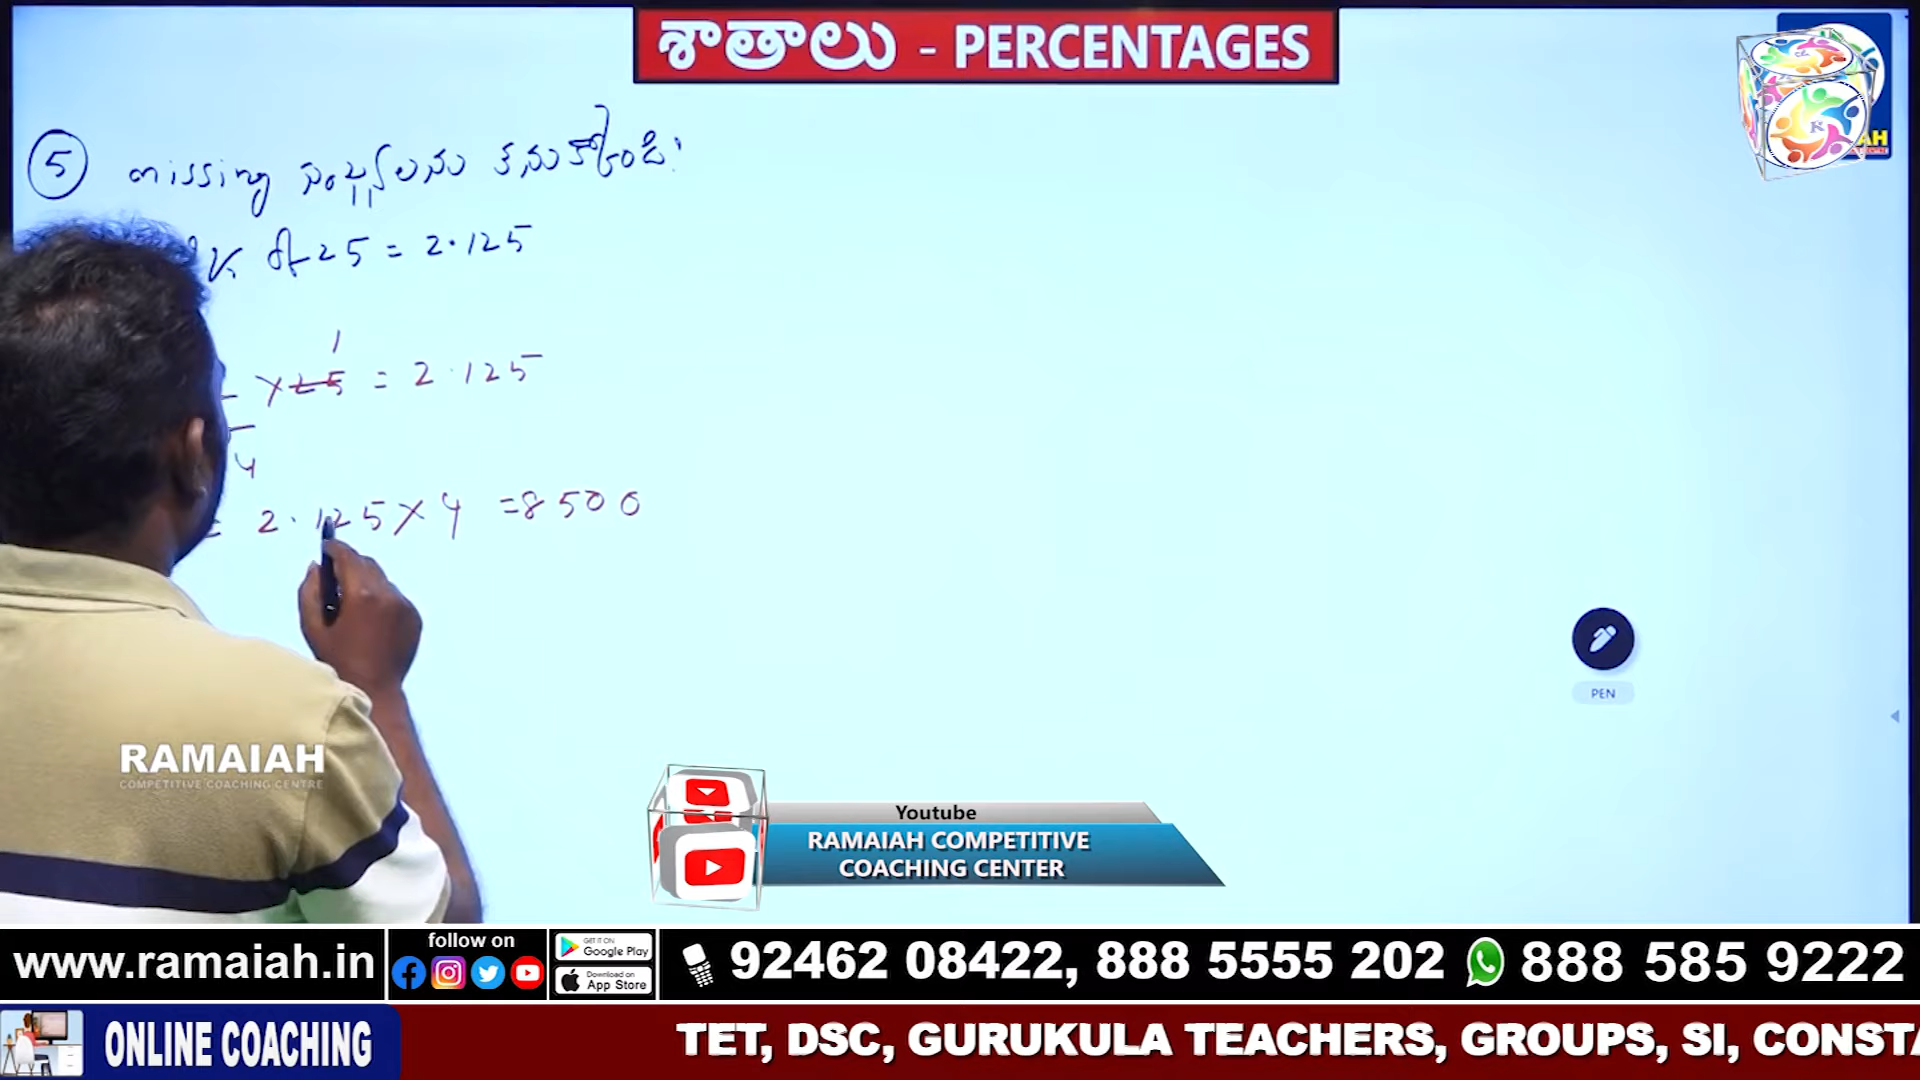 శాతాలు - PERCENTAGES
5 missing సంఖ్యలను కనుకోండి:
% of 25 = 2.125
1
× 25 = 2.125
4
= 2.125 × 4 = 8500
PEN
RAMAIAH
COMPETITIVE COACHING CENTRE
Youtube
RAMAIAH COMPETITIVE
COACHING CENTER
www.ramaiah.in
follow on
GET IT ON
Google Play
Download on
App Store
92462 08422, 888 5555 202
888 585 9222
ONLINE COACHING
TET, DSC, GURUKULA TEACHERS, GROUPS, SI, CONSTA